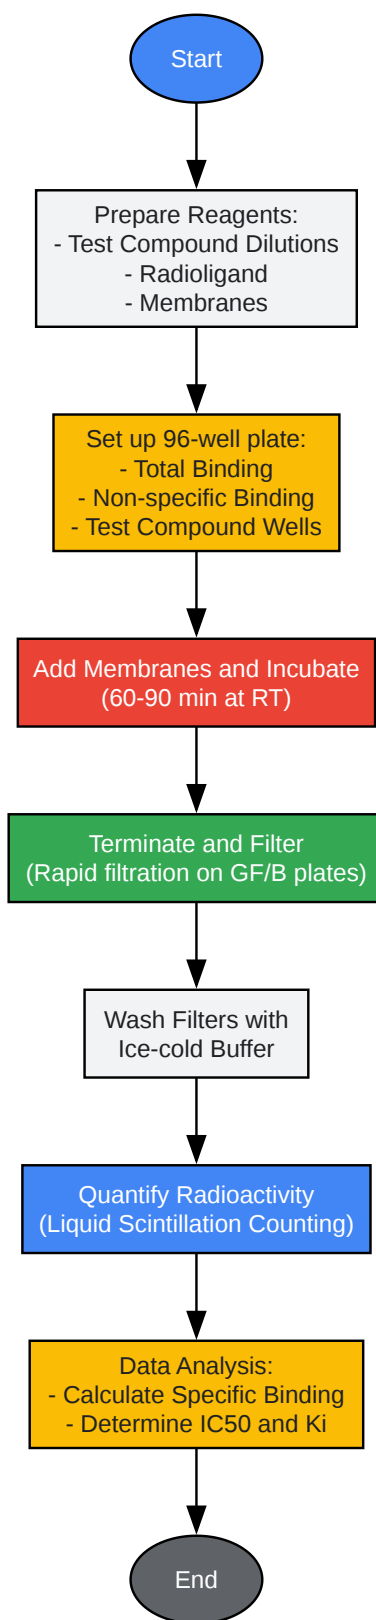 Start
Prepare Reagents:
- Test Compound Dilutions
- Radioligand
- Membranes
Set up 96-well plate:
- Total Binding
- Non-specific Binding
- Test Compound Wells
Add Membranes and Incubate
(60-90 min at RT)
Terminate and Filter
(Rapid filtration on GF/B plates)
Wash Filters with
Ice-cold Buffer
Quantify Radioactivity
(Liquid Scintillation Counting)
Data Analysis:
- Calculate Specific Binding
- Determine IC50 and Ki
End